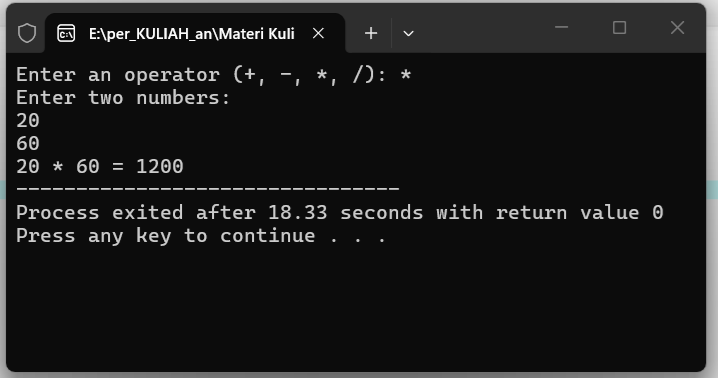 E:\per_KULIAH_an\Materi Kuli
Enter an operator (+, -, *, /): *
Enter two numbers:
20
60
20 * 60 = 1200
--------------------------------
Process exited after 18.33 seconds with return value 0
Press any key to continue . . .